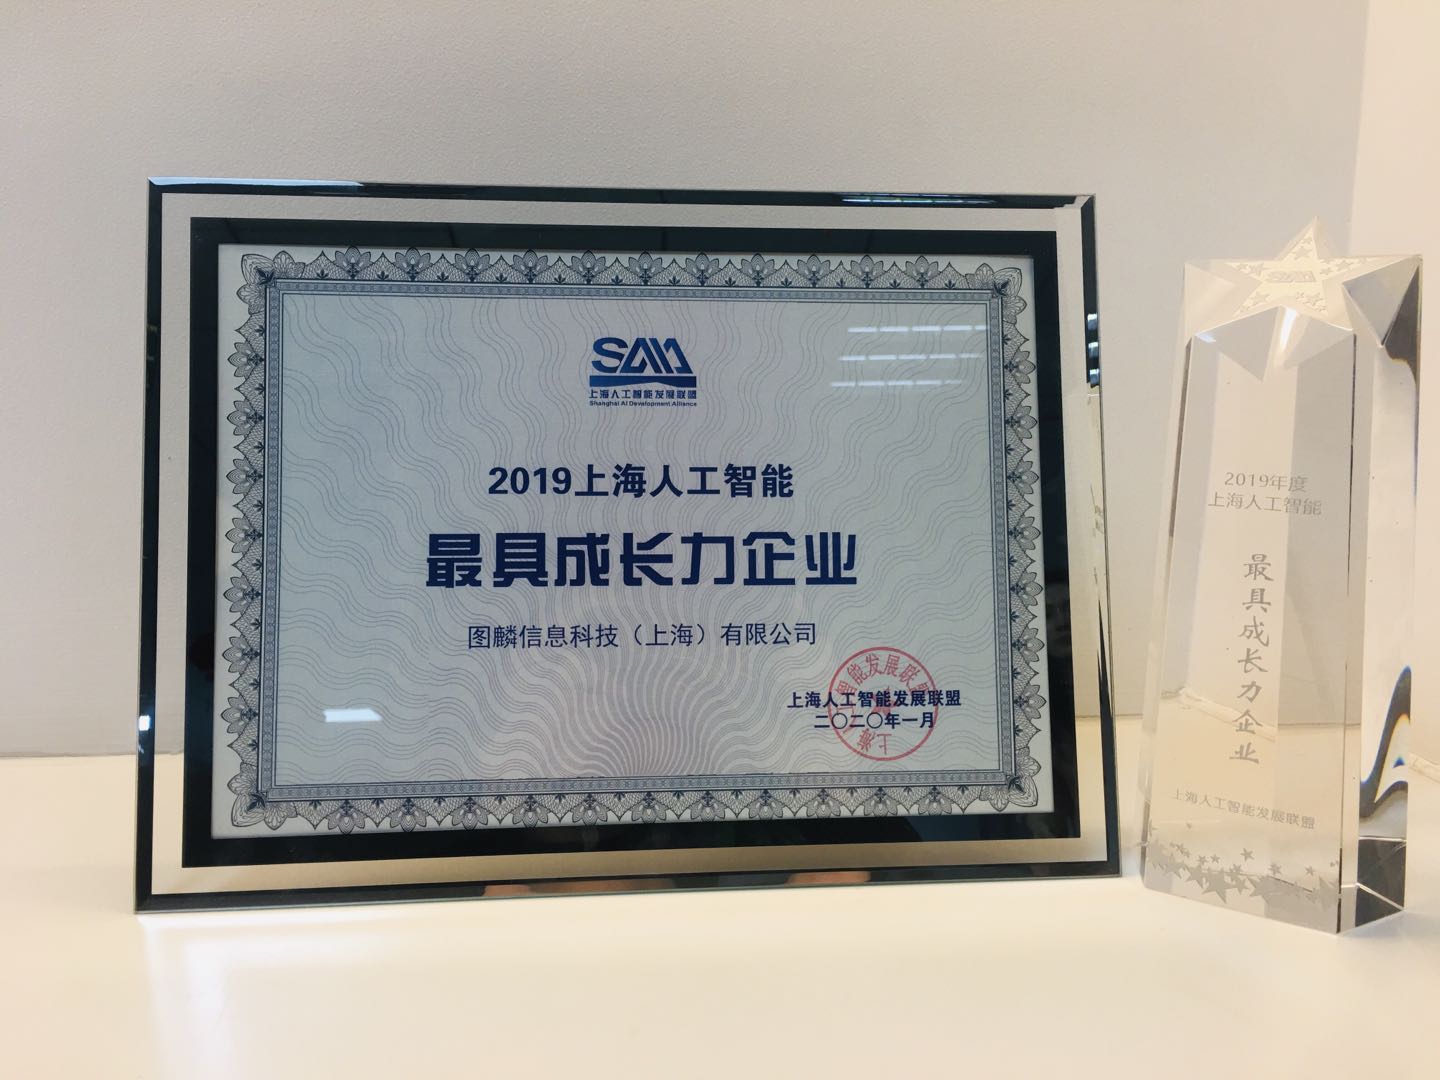 SAIA
上海人工智能发展联盟
Shanghai AI Development Alliance
2019上海人工智能
最具成长力企业
图麟信息科技（上海）有限公司
上海人工智能发展联盟
二〇二〇年一月
2019年度
上海人工智能
最具成长力企业
上海人工智能发展联盟